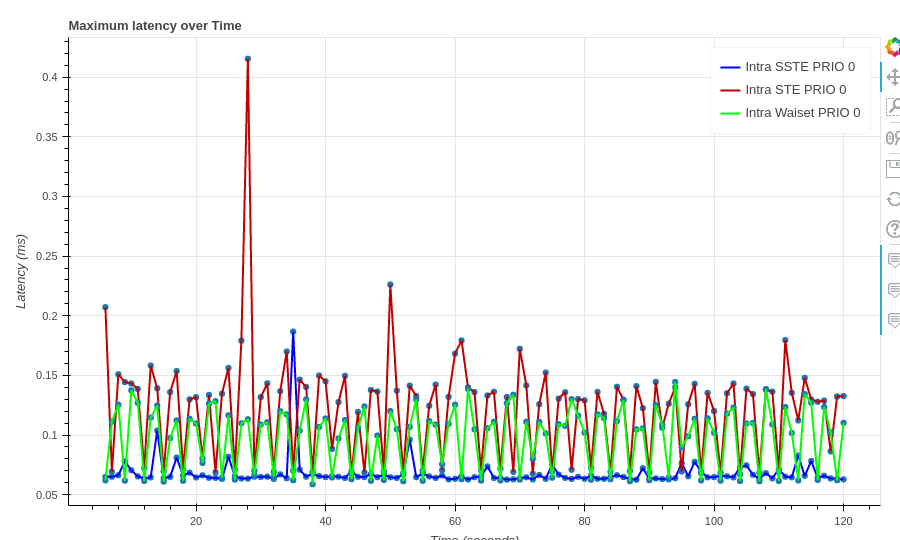 Maximum latency over Time
Intra SSTE PRIO 0
Intra STE PRIO 0
Intra Waiset PRIO 0
Latency (ms)
0.4
0.35
0.3
0.25
0.2
0.15
0.1
0.05
20
40
60
80
100
120
Time (seconds)